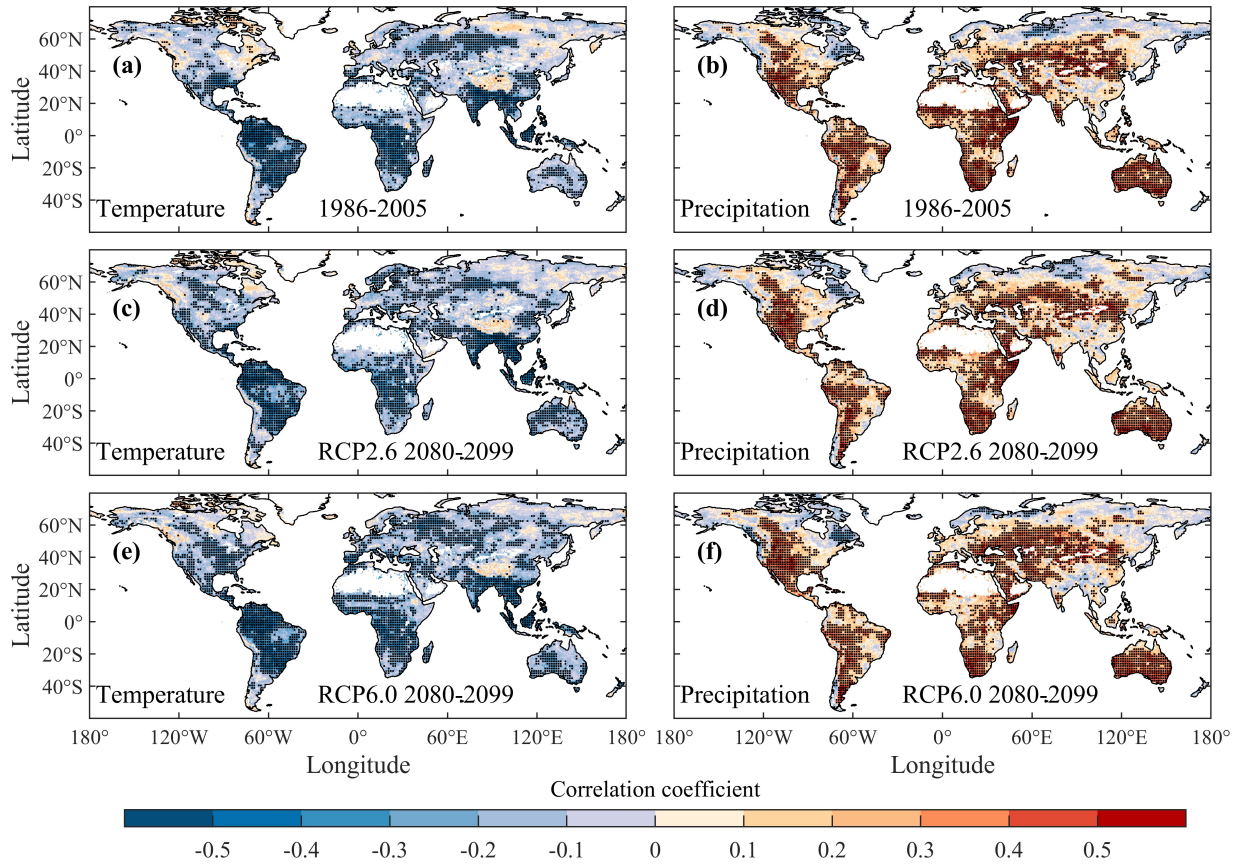 60°N
40°N
20°N
0°
20°S
40°S
Latitude
(a)
Temperature 1986-2005
(b)
Precipitation 1986-2005
60°N
40°N
20°N
0°
20°S
40°S
Latitude
(c)
Temperature RCP2.6 2080-2099
(d)
Precipitation RCP2.6 2080-2099
60°N
40°N
20°N
0°
20°S
40°S
Latitude
(e)
Temperature RCP6.0 2080-2099
(f)
Precipitation RCP6.0 2080-2099
180° 120°W 60°W 0° 60°E 120°E 180°
180° 120°W 60°W 0° 60°E 120°E 180°
Longitude
Longitude
Correlation coefficient
-0.5 -0.4 -0.3 -0.2 -0.1 0 0.1 0.2 0.3 0.4 0.5